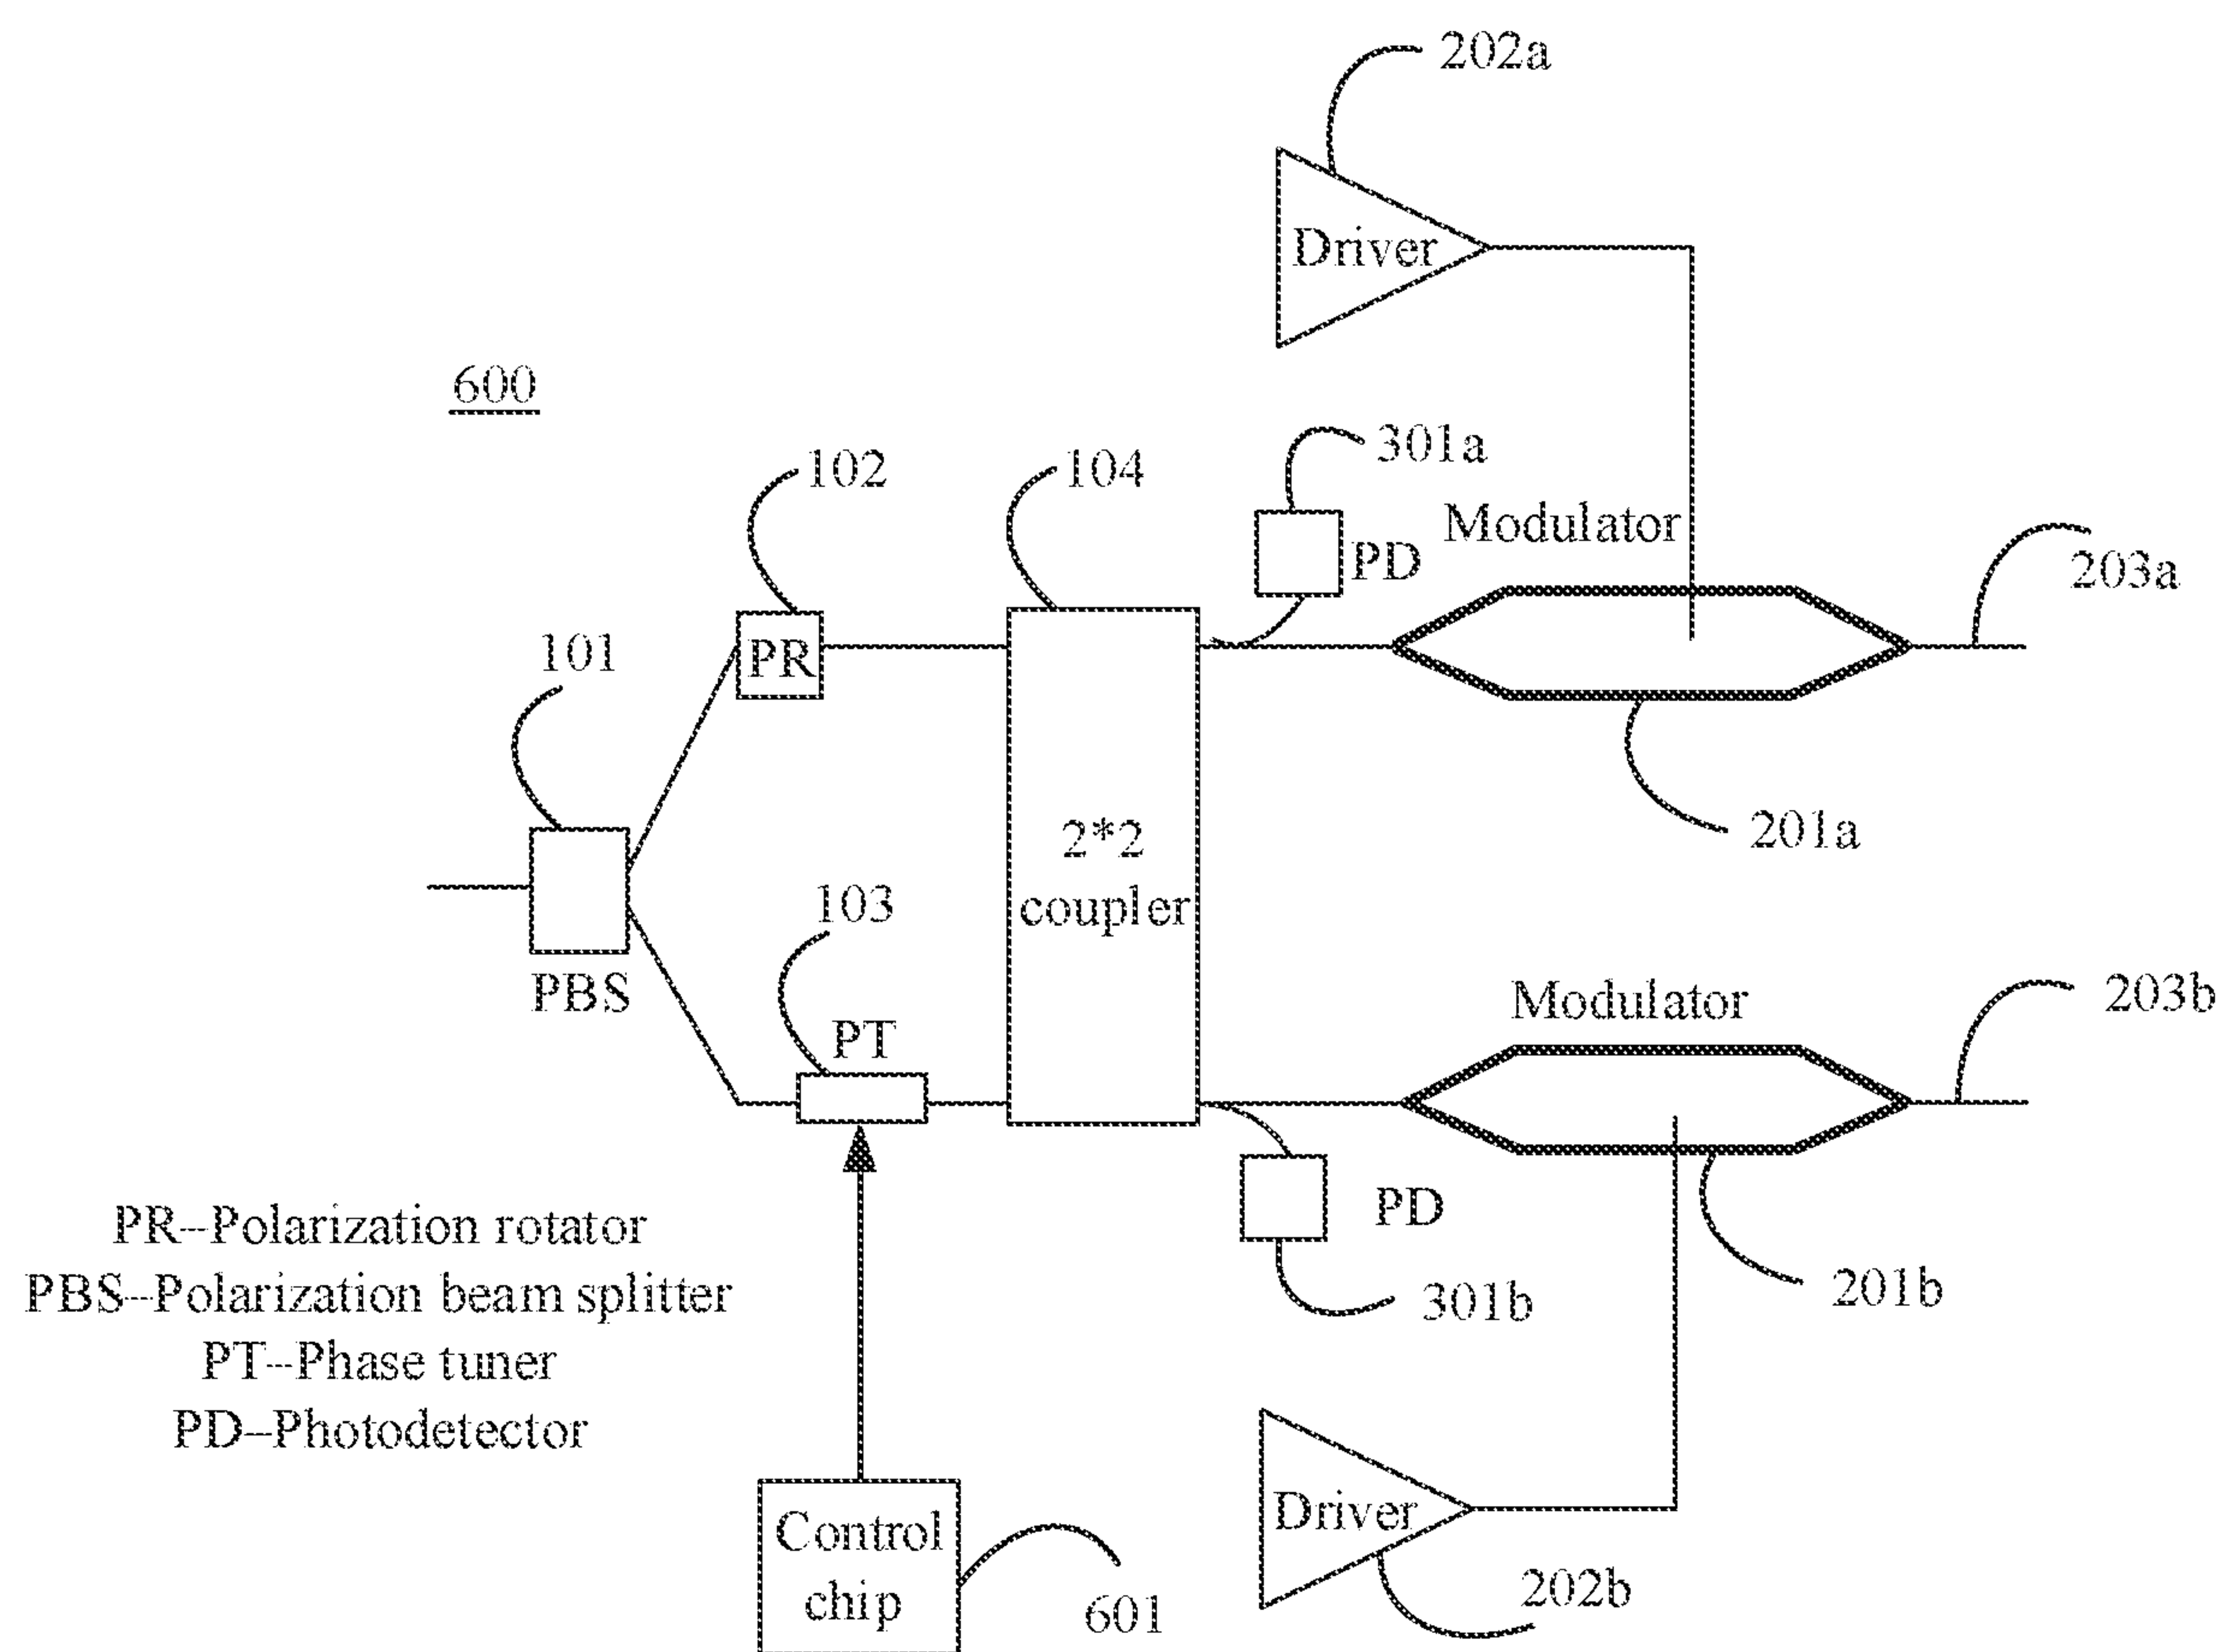 202a
Driver
600
301a
102
104
Modulator
PD
203a
101
PR
201a
2*2
coupler
103
PBS
Modulator
203b
PT
PD
PR--Polarization rotator
201b
PBS--Polarization beam splitter
301b
PT--Phase tuner
PD--Photodetector
Driver
Control
chip
202b
601